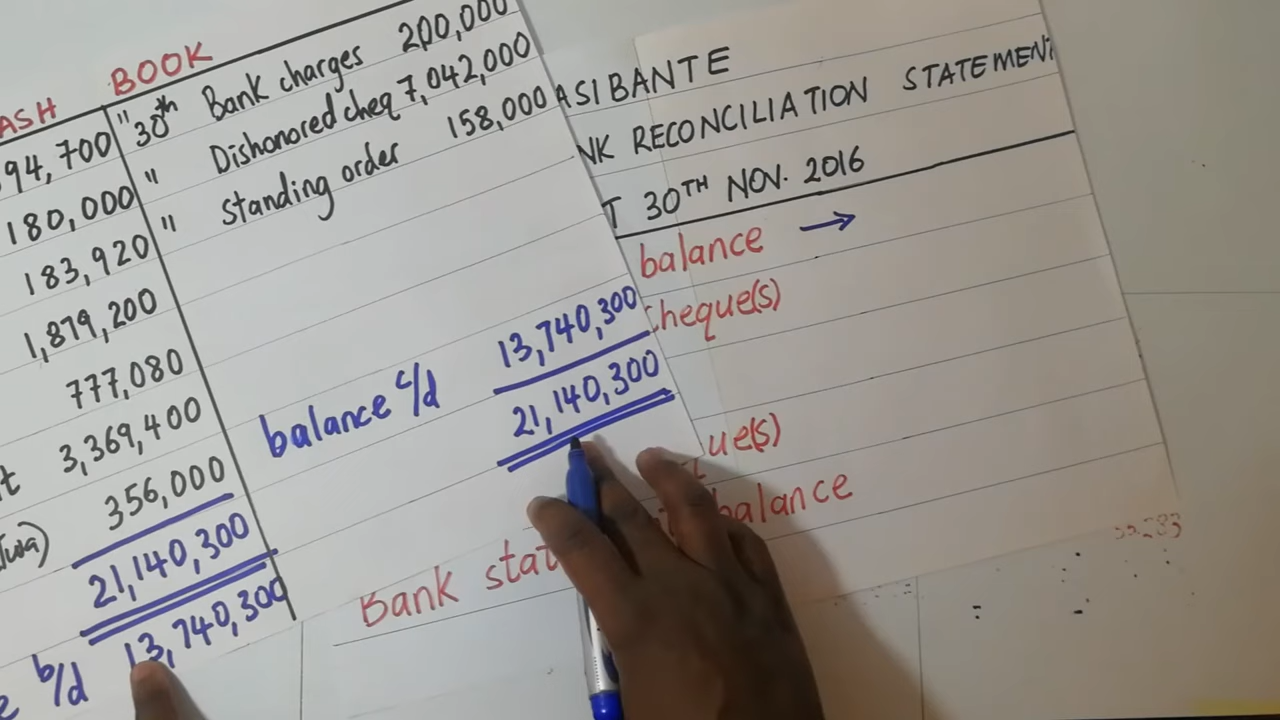 ASH BOOK
94,700 " 30th Bank charges 200,000
180,000 " Dishonored cheq 7,042,000
183,920 " Standing order 158,000
1,879,200
777,080
3,369,400
356,000
21,140,300
b/d 13,740,300
balance c/d 13,740,300
21,140,300
ASIBANTE
NK RECONCILIATION STATEMENT
T 30TH NOV. 2016
balance →
cheque(s)
ue(s)
balance
Bank stat